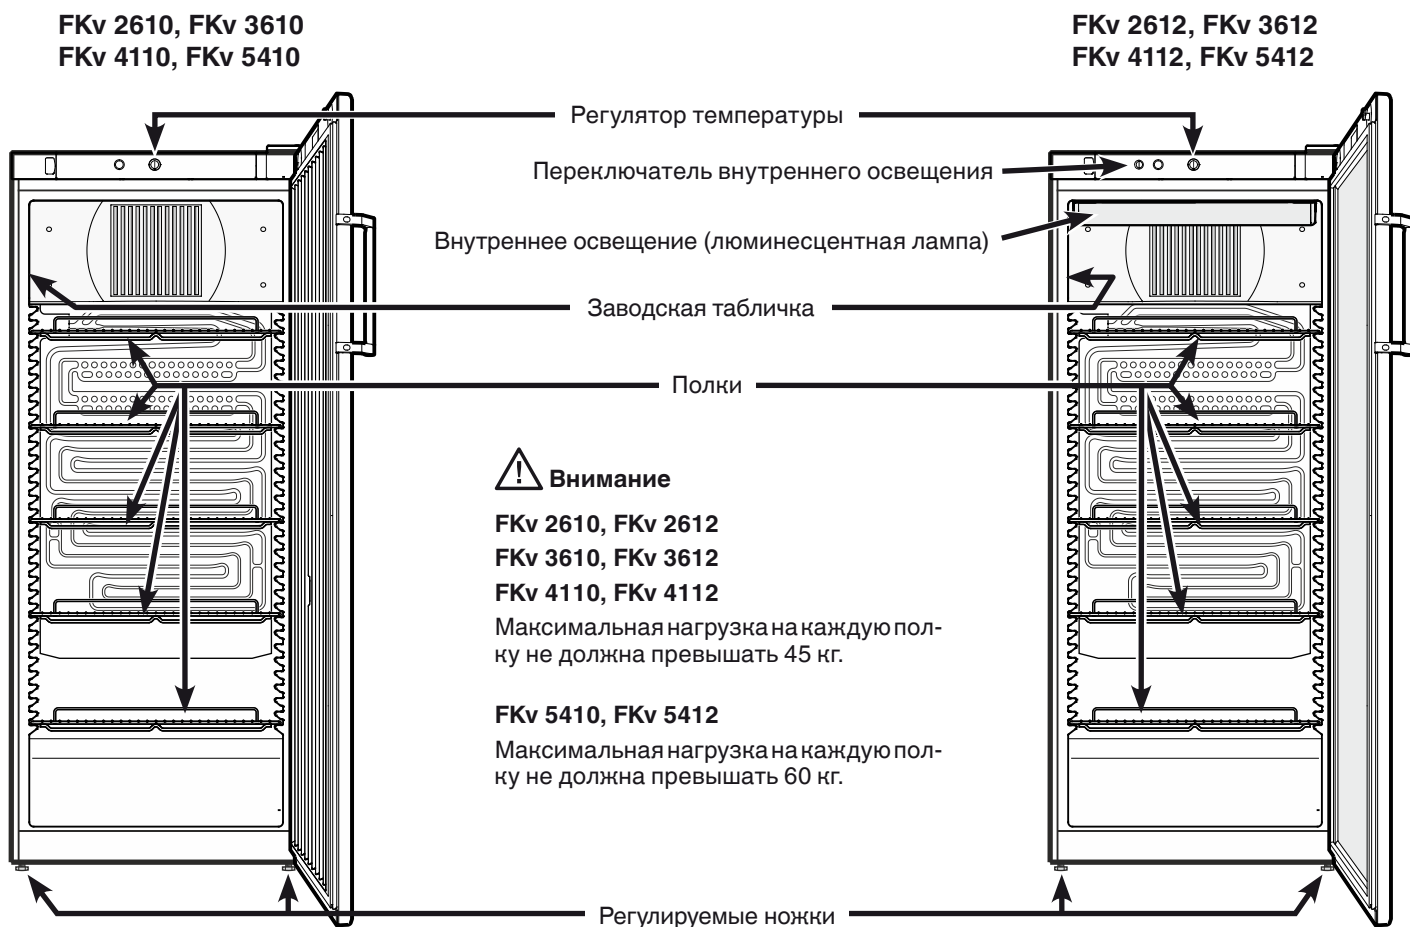 FKv 2610, FKv 3610
FKv 4110, FKv 5410
FKv 2612, FKv 3612
FKv 4112, FKv 5412
Регулятор температуры
Переключатель внутреннего освещения
Внутреннее освещение (люминесцентная лампа)
Заводская табличка
Полки
Внимание
FKv 2610, FKv 2612
FKv 3610, FKv 3612
FKv 4110, FKv 4112
Максимальная нагрузка на каждую пол-
ку не должна превышать 45 кг.
FKv 5410, FKv 5412
Максимальная нагрузка на каждую пол-
ку не должна превышать 60 кг.
Регулируемые ножки